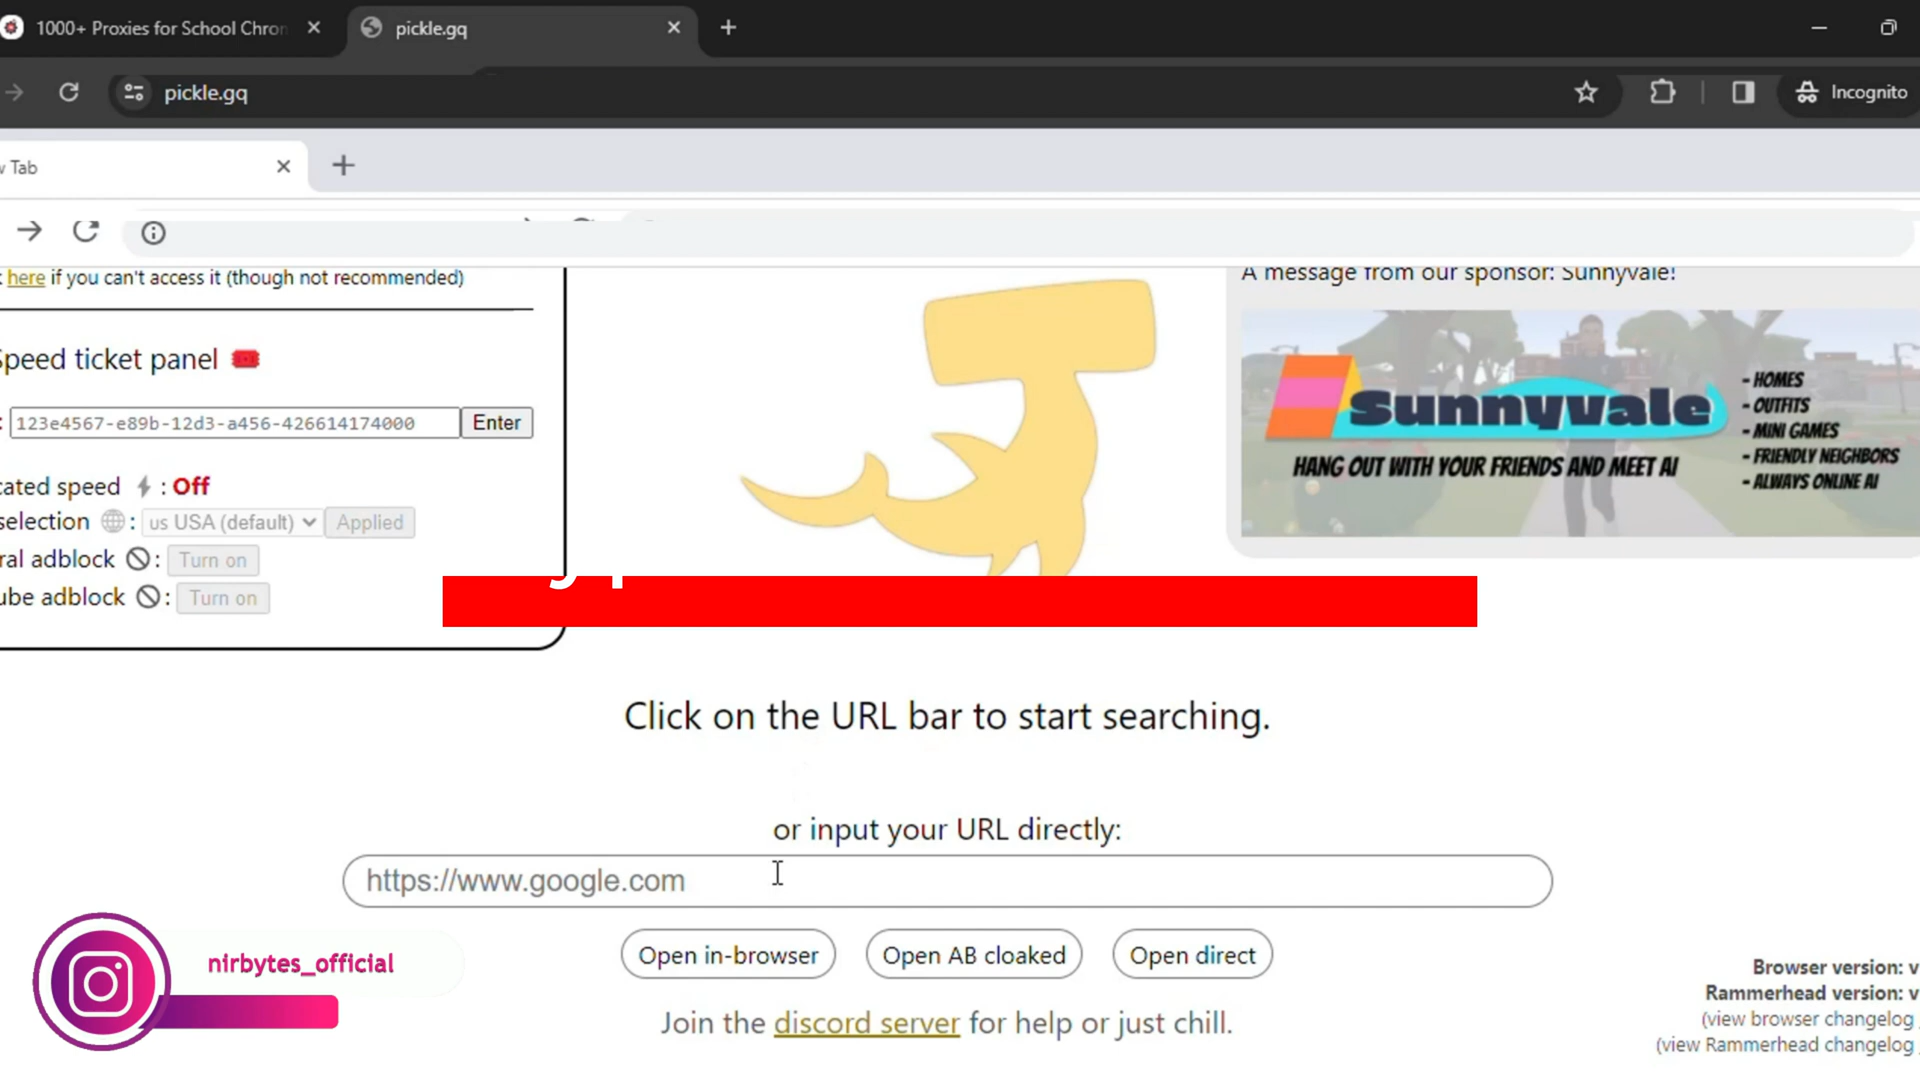 1000+ Proxies for School Chror
pickle.gq
pickle.gq
Incognito
Tab
here if you can't access it (though not recommended)
A message from our sponsor: Sunnyvale!
Speed ticket panel
: 123e4567-e89b-12d3-a456-426614174000 Enter
cated speed : Off
selection : us USA (default) Applied
ral adblock : Turn on
ube adblock : Turn on
Sunnyvale
HANG OUT WITH YOUR FRIENDS AND MEET AI
- HOMES
- OUTFITS
- MINI GAMES
- FRIENDLY NEIGHBORS
- ALWAYS ONLINE AI
Click on the URL bar to start searching.
or input your URL directly:
https://www.google.com
Open in-browser Open AB cloaked Open direct
Join the discord server for help or just chill.
nirbytes_official
Browser version: v
Rammerhead version: v
(view browser changelog
(view Rammerhead changelog